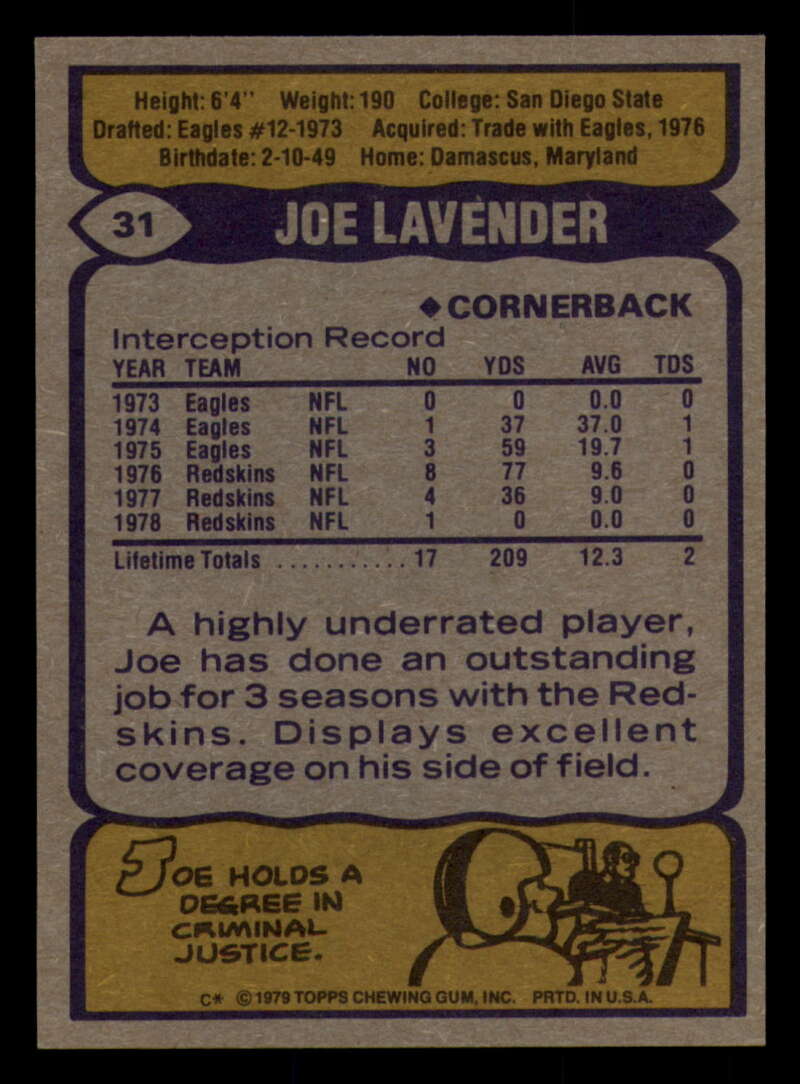 Height: 6'4" Weight: 190 College: San Diego State
Drafted: Eagles #12-1973 Acquired: Trade with Eagles, 1976
Birthdate: 2-10-49 Home: Damascus, Maryland
31 JOE LAVENDER
◆CORNERBACK
Interception Record
YEAR TEAM NO YDS AVG TDS
1973 Eagles NFL 0 0 0.0 0
1974 Eagles NFL 1 37 37.0 1
1975 Eagles NFL 3 59 19.7 1
1976 Redskins NFL 8 77 9.6 0
1977 Redskins NFL 4 36 9.0 0
1978 Redskins NFL 1 0 0.0 0
Lifetime Totals ........... 17 209 12.3 2
A highly underrated player,
Joe has done an outstanding
job for 3 seasons with the Red-
skins. Displays excellent
coverage on his side of field.
JOE HOLDS A
DEGREE IN
CRIMINAL
JUSTICE.
C* © 1979 TOPPS CHEWING GUM, INC. PRTD. IN U.S.A.